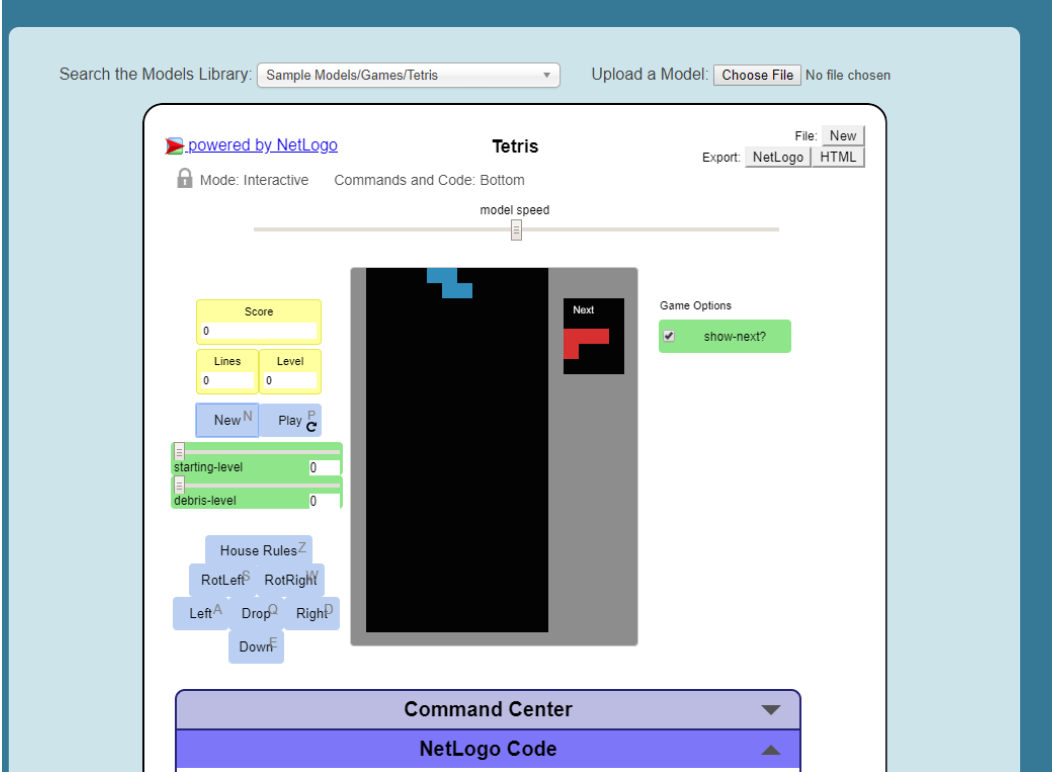 Search the Models Library: Sample Models/Games/Tetris Upload a Model: Choose File No file chosen
powered by NetLogo Tetris File: New
Export: NetLogo HTML
Mode: Interactive Commands and Code: Bottom
model speed
Score
0
Lines Level
0 0
New N Play P
starting-level 0
debris-level 0
House Rules Z
RotLeft S RotRight W
Left A Drop Q Right D
Down E
Next
Game Options
show-next?
Command Center
NetLogo Code